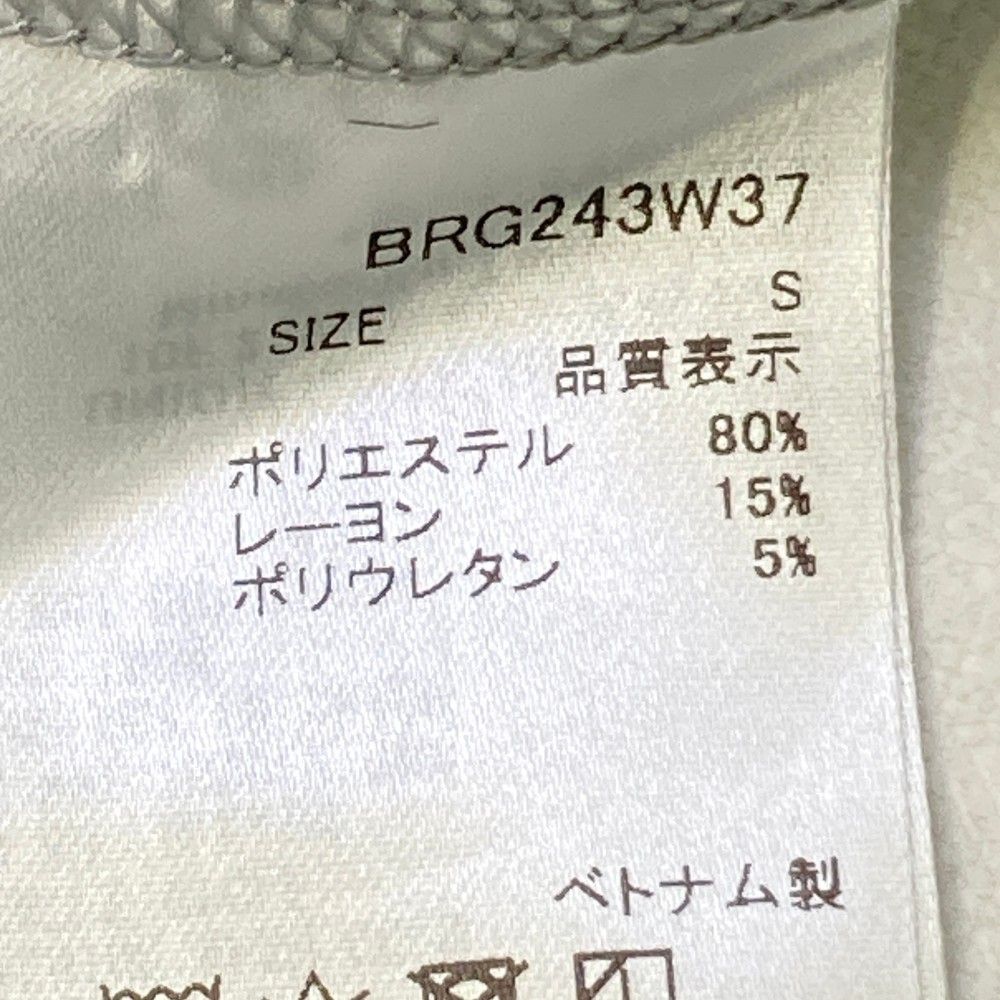 BRG243W37
SIZE S
品質表示
ポリエステル 80%
レーヨン 15%
ポリウレタン 5%
ベトナム製